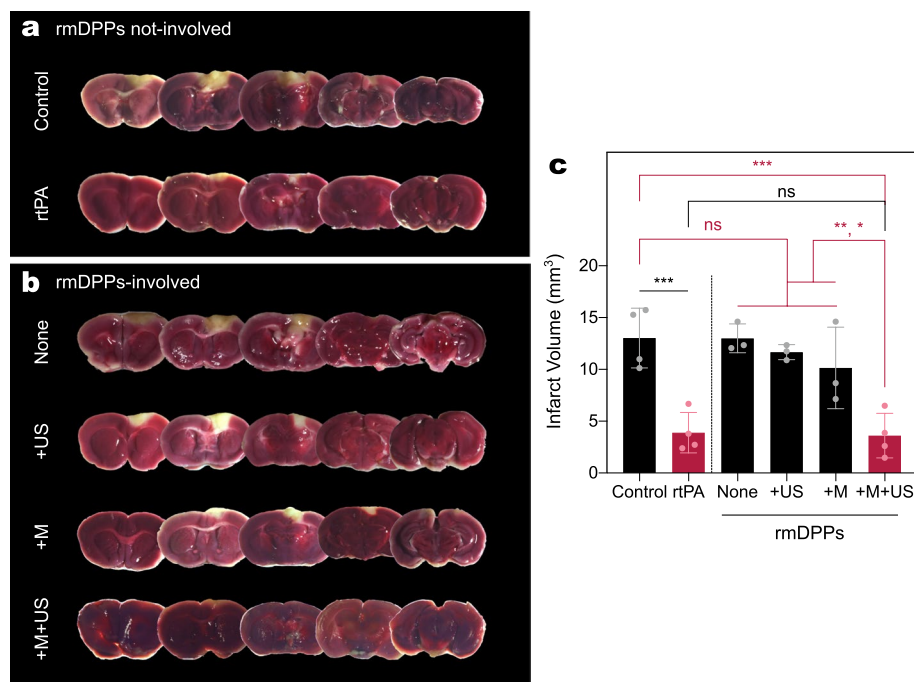 a rmDPPs not-involved
Control
rtPA
b rmDPPs-involved
None
+US
+M
+M+US
c
***
ns
ns
**, *
***
Infarct Volume (mm³)
20
15
10
5
0
Control rtPA None +US +M +M+US
rmDPPs